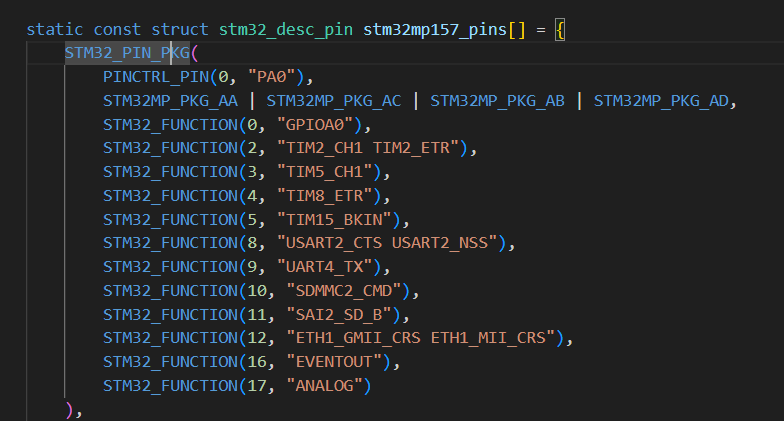 static const struct stm32_desc_pin stm32mp157_pins[] = {
STM32_PIN_PKG(
PINCTRL_PIN(0, "PA0"),
STM32MP_PKG_AA | STM32MP_PKG_AC | STM32MP_PKG_AB | STM32MP_PKG_AD,
STM32_FUNCTION(0, "GPIOA0"),
STM32_FUNCTION(2, "TIM2_CH1 TIM2_ETR"),
STM32_FUNCTION(3, "TIM5_CH1"),
STM32_FUNCTION(4, "TIM8_ETR"),
STM32_FUNCTION(5, "TIM15_BKIN"),
STM32_FUNCTION(8, "USART2_CTS USART2_NSS"),
STM32_FUNCTION(9, "UART4_TX"),
STM32_FUNCTION(10, "SDMMC2_CMD"),
STM32_FUNCTION(11, "SAI2_SD_B"),
STM32_FUNCTION(12, "ETH1_GMII_CRS ETH1_MII_CRS"),
STM32_FUNCTION(16, "EVENTOUT"),
STM32_FUNCTION(17, "ANALOG")
),